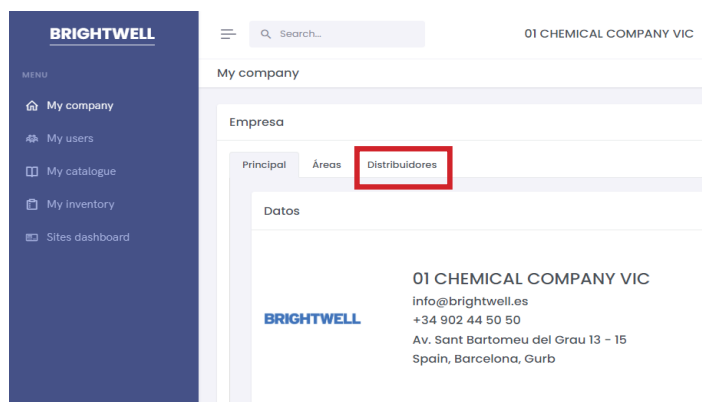 BRIGHTWELL
Search...
01 CHEMICAL COMPANY VIC
MENU
My company
My users
My catalogue
My inventory
Sites dashboard
My company
Empresa
Principal
Áreas
Distribuidores
Datos
BRIGHTWELL
01 CHEMICAL COMPANY VIC
info@brightwell.es
+34 902 44 50 50
Av. Sant Bartomeu del Grau 13 - 15
Spain, Barcelona, Gurb